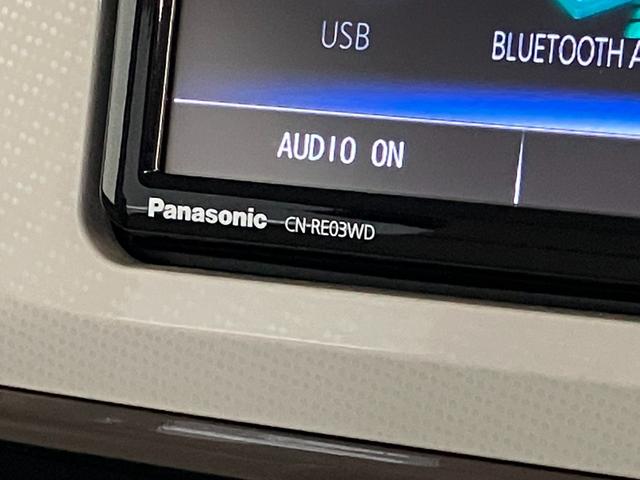 USB
BLUETOOTH A
AUDIO ON
Panasonic CN-RE03WD